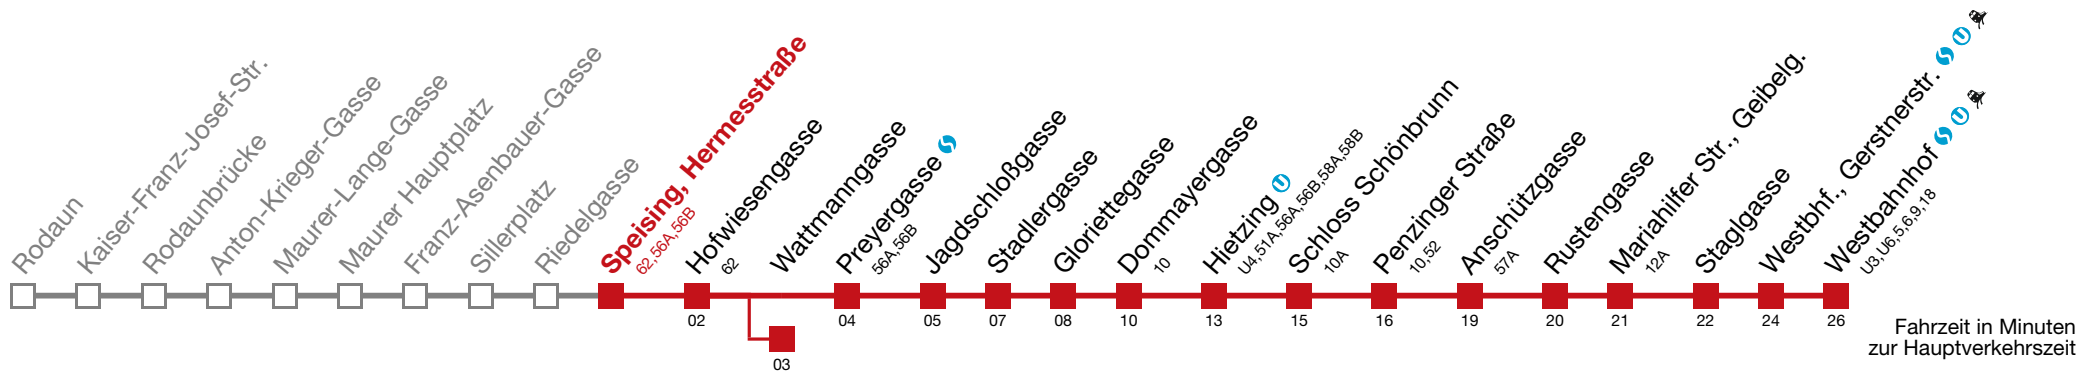 Rodaun
Kaiser-Franz-Josef-Str.
Rodaunbrücke
Anton-Krieger-Gasse
Maurer-Lange-Gasse
Maurer Hauptplatz
Franz-Asenbauer-Gasse
Sillerplatz
Riedelgasse
Speising, Hermesstraße
62,56A,56B
Hofwiesengasse
62
02
Wattmanngasse
03
Preyergasse
56A,56B
04
Jagdschloßgasse
05
Stadlergasse
07
Gloriettegasse
08
Dommayergasse
10
10
Hietzing U
U4,51A,56A,56B,58A,58B
13
Schloss Schönbrunn
10A
15
Penzinger Straße
10,52
16
Anschützgasse
57A
19
Rustengasse
20
Mariahilfer Str., Geibelg.
12A
21
Staglgasse
22
Westbhf., Gerstnerstr. U
24
Westbahnhof U
U3,U6,5,6,9,18
26
Fahrzeit in Minuten
zur Hauptverkehrszeit